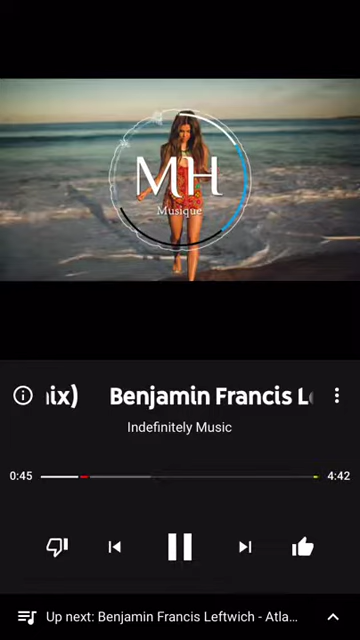 MH
Musique
ix) Benjamin Francis L
Indefinitely Music
0:45
4:42
Up next: Benjamin Francis Leftwich - Atla...